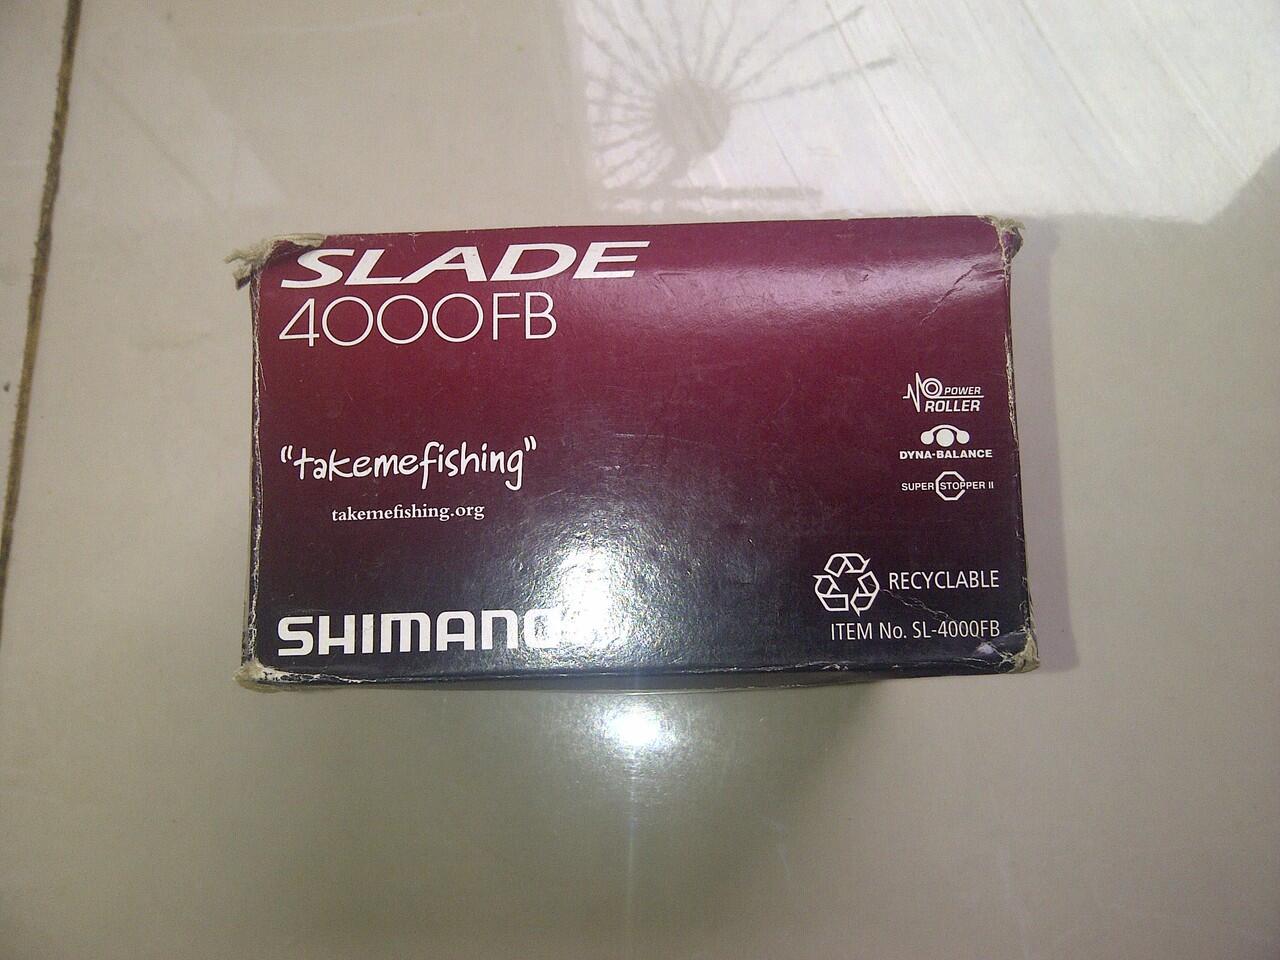 SLADE
4000FB
POWER
ROLLER
DYNA-BALANCE
SUPER STOPPER II
"takemefishing"
takemefishing.org
RECYCLABLE
SHIMANO
ITEM No. SL-4000FB